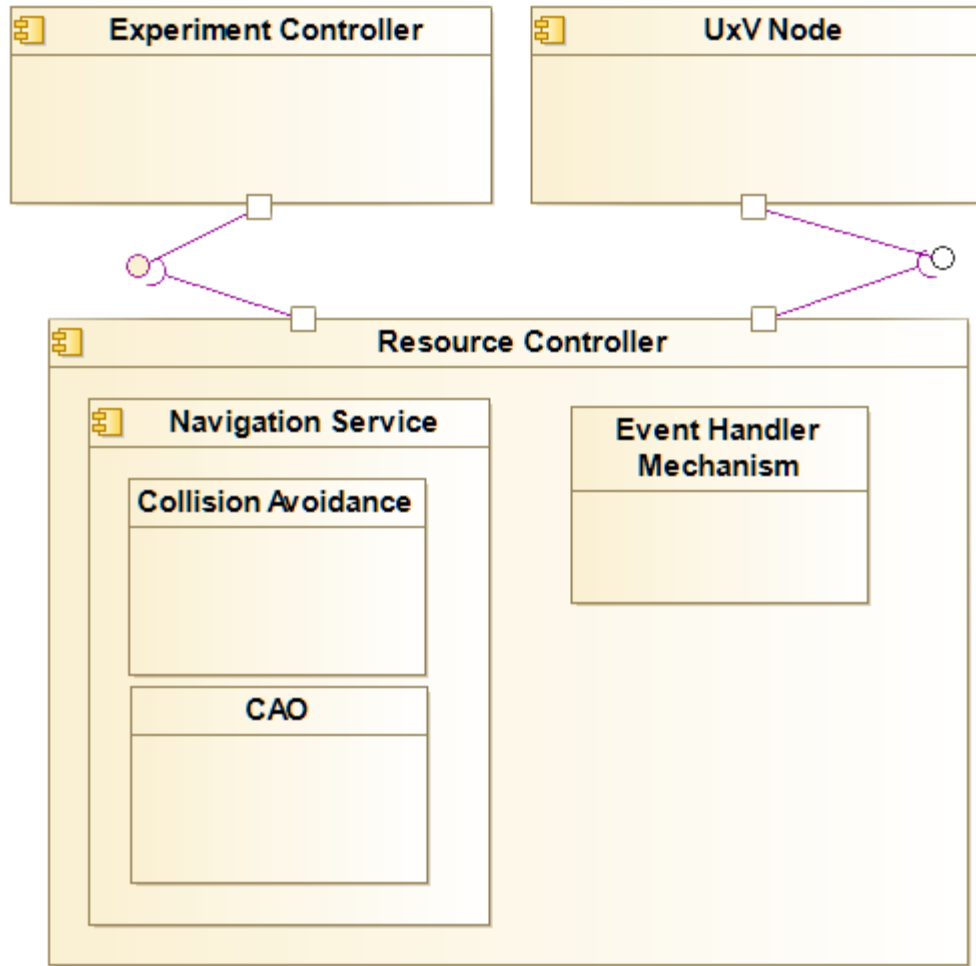 Experiment Controller
UxV Node
Resource Controller
Navigation Service
Event Handler
Mechanism
Collision Avoidance
CAO